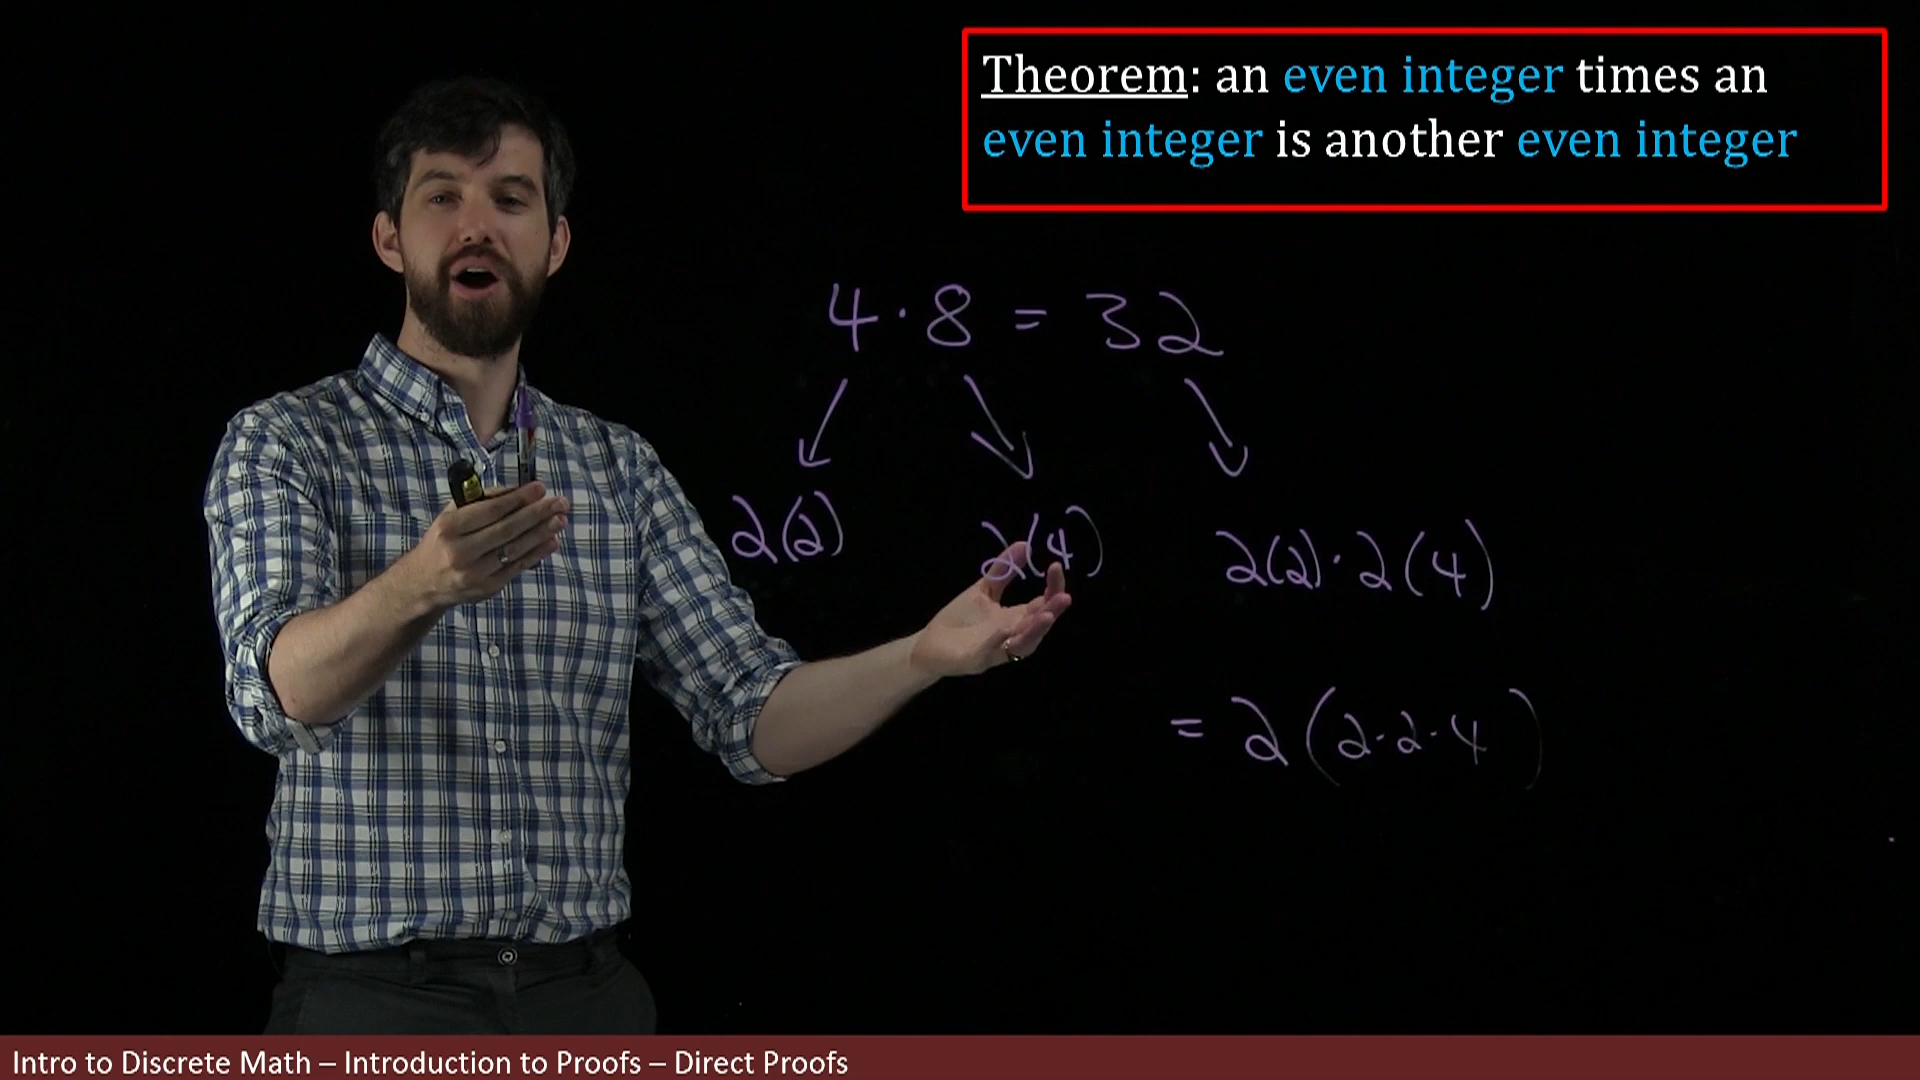 Theorem: an even integer times an
even integer is another even integer
4 · 8 = 32
2(2) 2(4) 2(2) · 2(4)
= 2(2·2·4)
Intro to Discrete Math – Introduction to Proofs – Direct Proofs